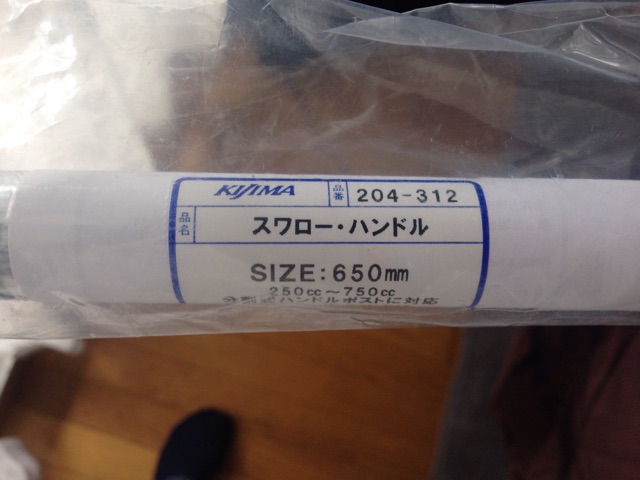 KIJIMA 品番 204-312
品名 スワロー・ハンドル
SIZE:650mm
250cc〜750cc
分割式ハンドルポストに対応